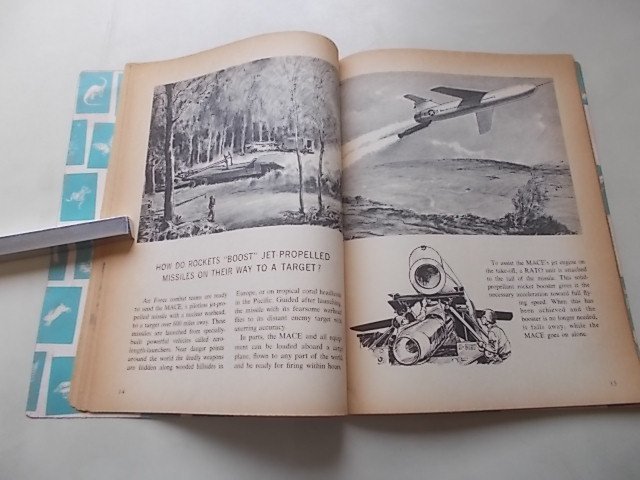 HOW DO ROCKETS "BOOST" JET PROPELLED
MISSILES ON THEIR WAY TO A TARGET?
Air Force combat teams are ready
to send the MACE, a pilotless jet-pro-
pelled missile with a nuclear warhead,
to a target over 600 miles away. These
missiles are launched from specially-
built powerful vehicles called zero-
length-launchers. Near danger points
around the world the deadly weapons
are hidden along wooded hillsides in
Europe, or on tropical coral headlands
in the Pacific. Guided after launching,
the missile with its fearsome warhead
flies to its distant enemy target with
stunning accuracy.
In parts, the MACE and all equip-
ment can be loaded aboard a cargo
plane, flown to any part of the world
and be ready for firing within hours.
14
To assist the MACE's jet engine on
the take-off, a RATO unit is attached
to the tail of the missile. This solid-
propellant rocket booster gives it the
necessary acceleration toward full fly-
ing speed. When this has
been achieved and the
booster is no longer needed,
it falls away, while the
MACE goes on alone.
15